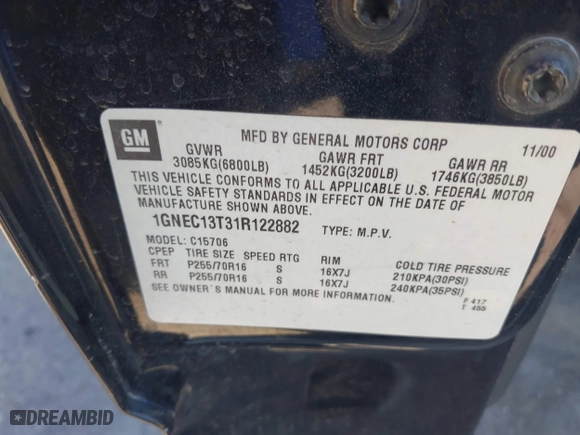 GM
MFD BY GENERAL MOTORS CORP 11/00
GVWR GAWR FRT GAWR RR
3085KG(6800LB) 1452KG(3200LB) 1746KG(3850LB)
THIS VEHICLE CONFORMS TO ALL APPLICABLE U.S. FEDERAL MOTOR
VEHICLE SAFETY STANDARDS IN EFFECT ON THE DATE OF
MANUFACTURE SHOWN ABOVE.
1GNEC13T31R122882 TYPE: M.P.V.
MODEL: C15706
CPEP TIRE SIZE SPEED RTG RIM COLD TIRE PRESSURE
FRT P255/70R16 S 16X7J 210KPA(30PSI)
RR P255/70R16 S 16X7J 240KPA(35PSI)
SEE OWNER'S MANUAL FOR MORE INFORMATION.
F 417
T 455
DREAMBID